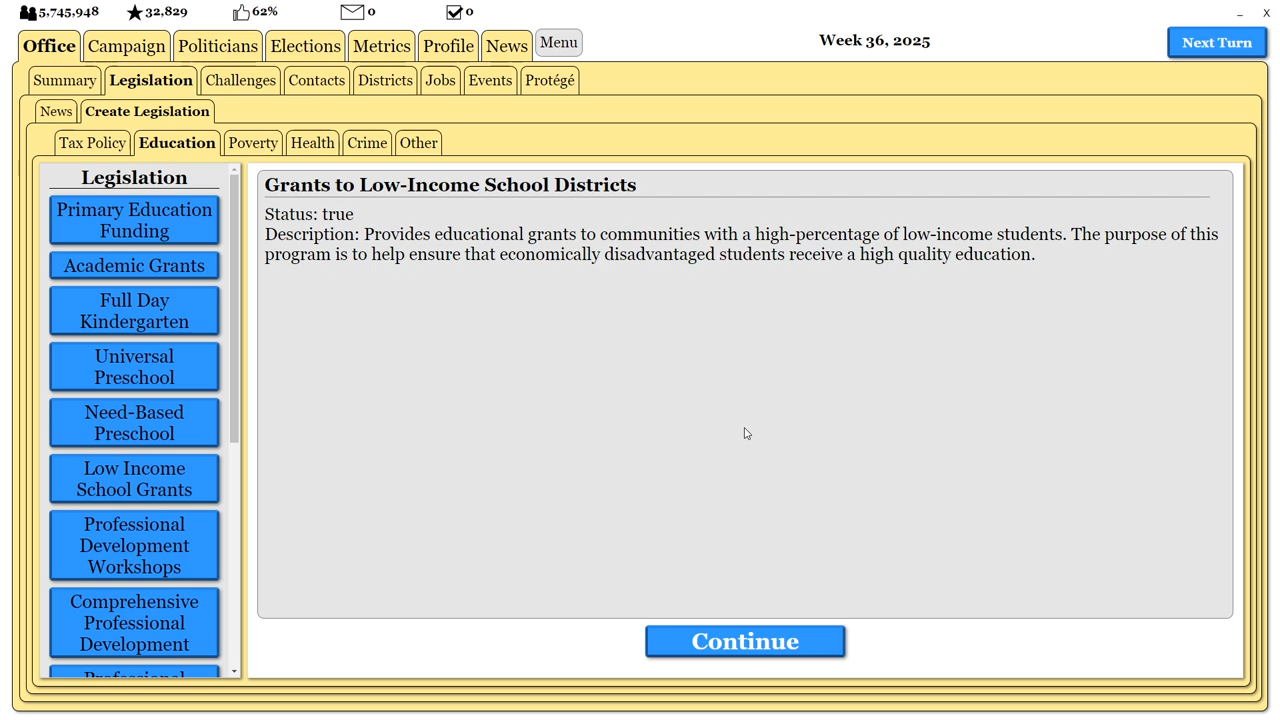 5,745,948 32,829 62% 0 0 _ X
Office Campaign Politicians Elections Metrics Profile News Menu Week 36, 2025 Next Turn
Summary Legislation Challenges Contacts Districts Jobs Events Protégé
News Create Legislation
Tax Policy Education Poverty Health Crime Other
Legislation
Primary Education
Funding
Academic Grants
Full Day
Kindergarten
Universal
Preschool
Need-Based
Preschool
Low Income
School Grants
Professional
Development
Workshops
Comprehensive
Professional
Development
Professional
Grants to Low-Income School Districts
Status: true
Description: Provides educational grants to communities with a high-percentage of low-income students. The purpose of this
program is to help ensure that economically disadvantaged students receive a high quality education.
Continue